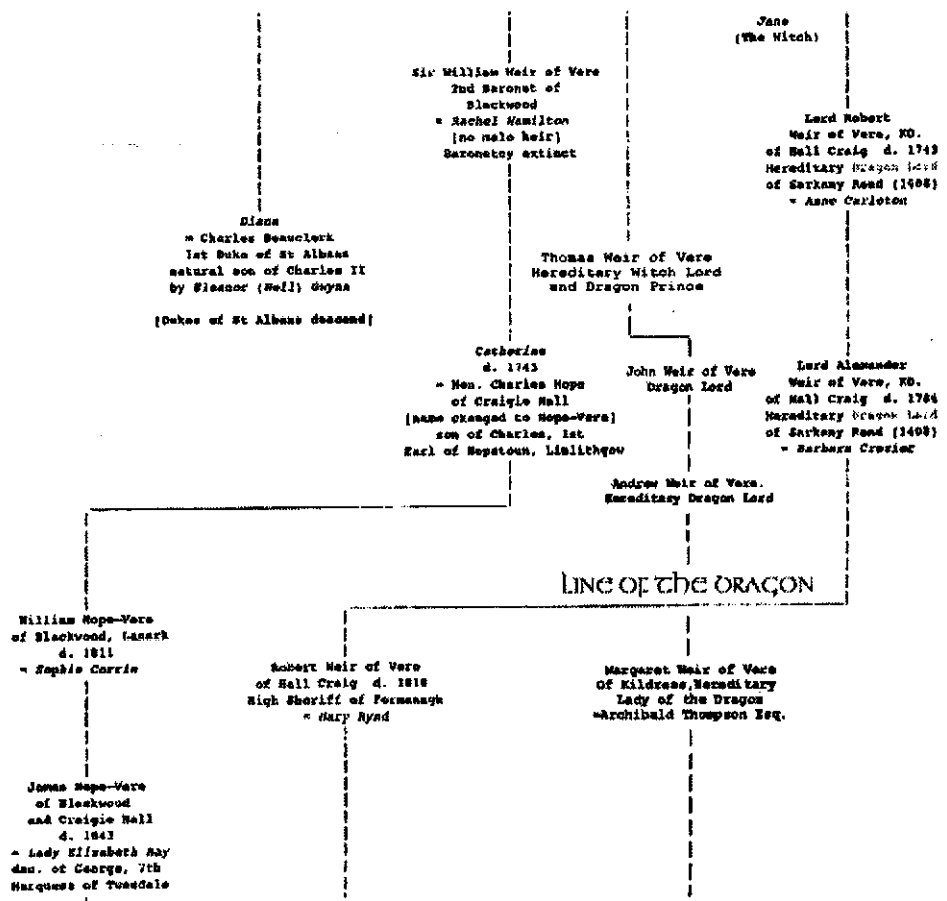 Jane
(The Witch)
Sir William Weir of Vere
2nd Baronet of
Blackwood
= Rachel Hamilton
[no male heir]
Baronetcy extinct
Lord Robert
Weir of Vere, KD.
of Hall Craig d. 1743
Hereditary Dragon Lord
of Sarkany Rend (1408)
= Anne Carleton
Diana
= Charles Beauclerk
1st Duke of St Albans
natural son of Charles II
by Eleanor (Nell) Gwynn
[Dukes of St Albans descend]
Thomas Weir of Vere
Hereditary Witch Lord
and Dragon Prince
Catherine
d. 1743
= Hon. Charles Hope
of Craigie Hall
[name changed to Hope-Vere]
son of Charles, 1st
Earl of Hopetoun, Linlithgow
John Weir of Vere
Dragon Lord
Lord Alexander
Weir of Vere, KD.
of Hall Craig d. 1784
Hereditary Dragon Lord
of Sarkany Rend (1408)
= Barbara Crozier
Andrew Weir of Vere.
Hereditary Dragon Lord
LINE OF THE DRAGON
William Hope-Vere
of Blackwood, Lanark
d. 1811
= Sophie Corrin
Robert Weir of Vere
of Hall Craig d. 1818
High Sheriff of Fermanagh
= Mary Rynd
Margaret Weir of Vere
Of Kildress,Hereditary
Lady of the Dragon
=Archibald Thompson Esq.
James Hope-Vere
of Blackwood
and Craigie Hall
d. 1843
= Lady Elizabeth Hay
dau. of George, 7th
Marquess of Tweedale